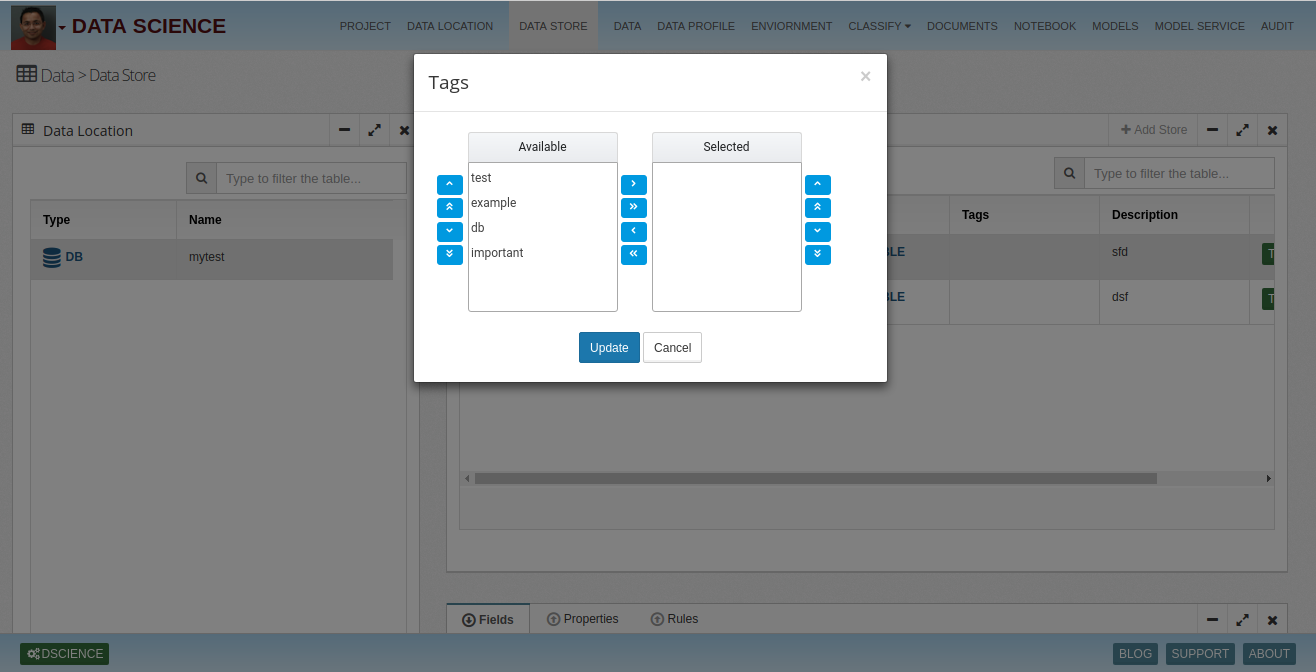 DATA SCIENCE
PROJECT DATA LOCATION DATA STORE DATA DATA PROFILE ENVIORNMENT CLASSIFY DOCUMENTS NOTEBOOK MODELS MODEL SERVICE AUDIT
Data > Data Store
Tags
×
Data Location
+ Add Store
Available
Selected
test
example
db
important
Update
Cancel
Type to filter the table...
Type Name
DB mytest
Type to filter the table...
Tags Description
BLE sfd T
BLE dsf T
Fields Properties Rules
DSCIENCE
BLOG SUPPORT ABOUT